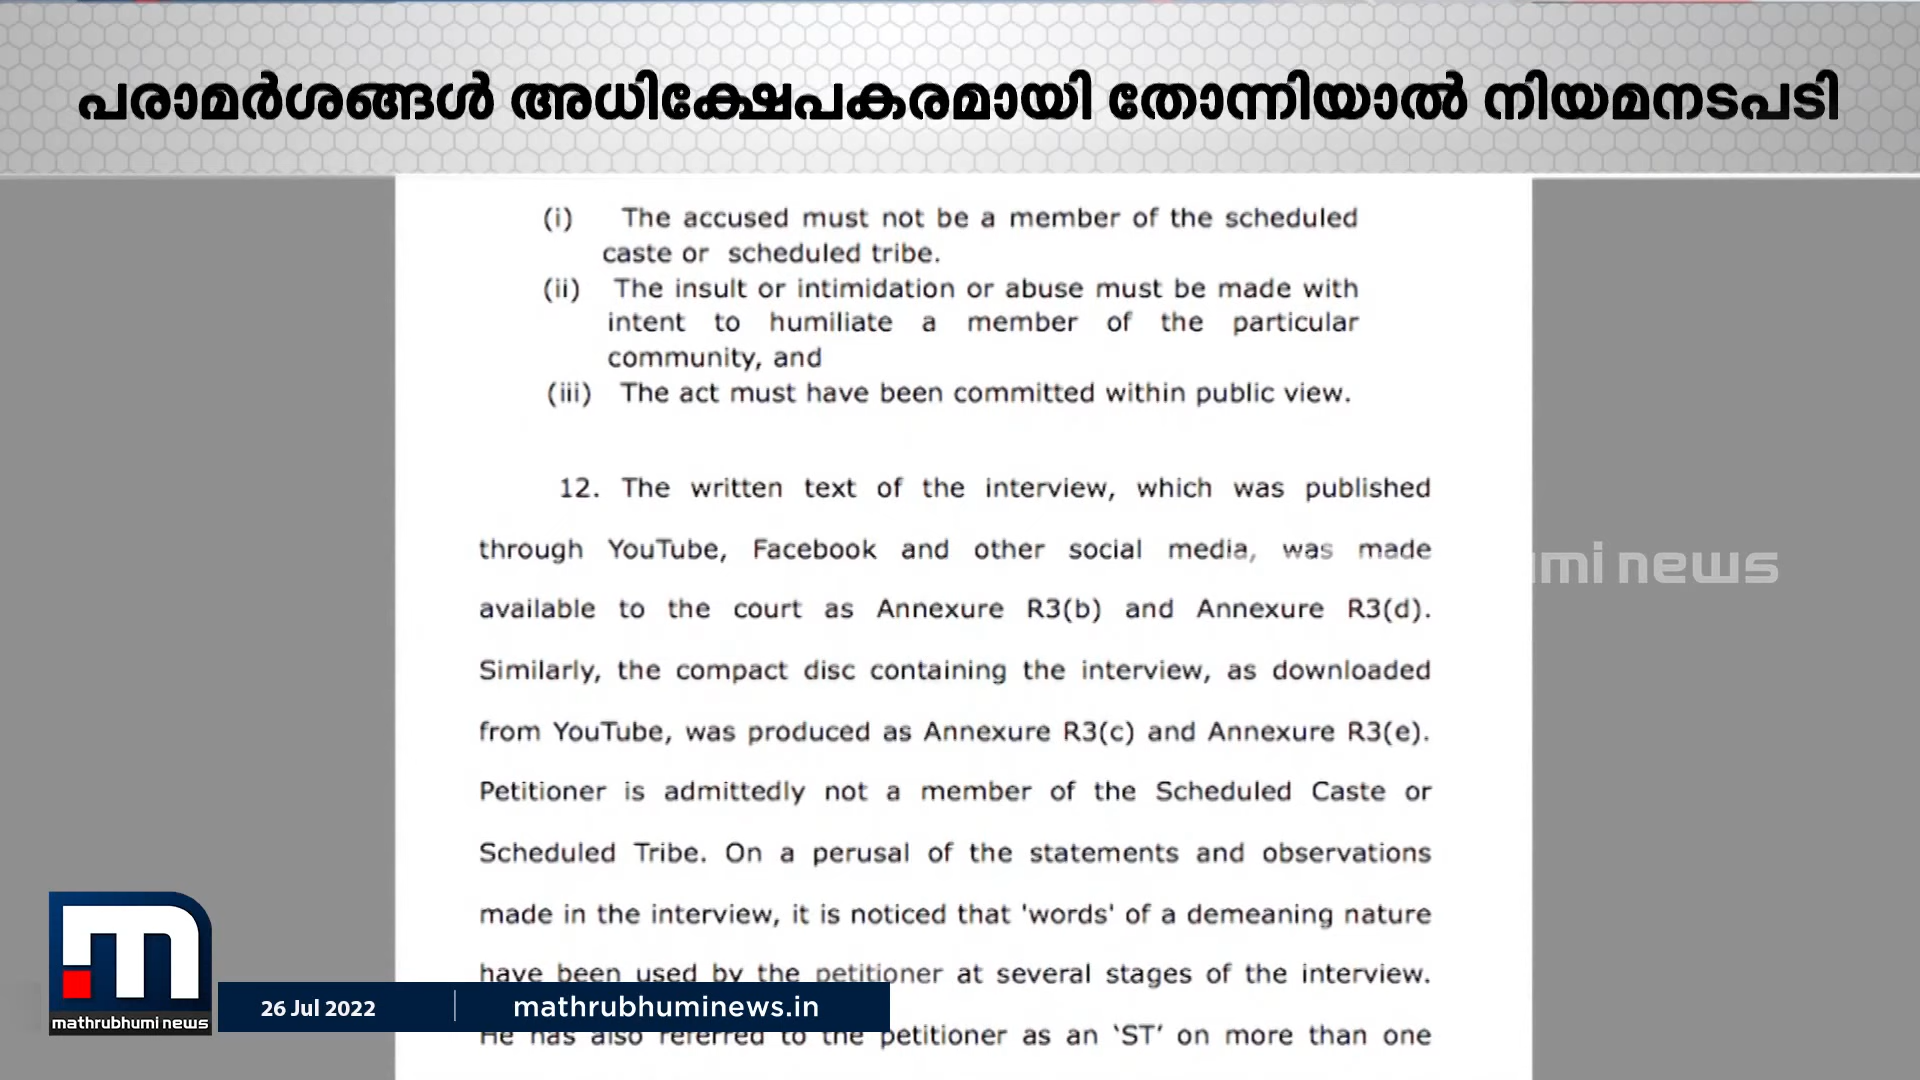 പരാമർശങ്ങൾ അധിക്ഷേപകരമായി തോന്നിയാൽ നിയമനടപടി
(i) The accused must not be a member of the scheduled
caste or scheduled tribe.
(ii) The insult or intimidation or abuse must be made with
intent to humiliate a member of the particular
community, and
(iii) The act must have been committed within public view.
12. The written text of the interview, which was published
through YouTube, Facebook and other social media, was made
available to the court as Annexure R3(b) and Annexure R3(d).
Similarly, the compact disc containing the interview, as downloaded
from YouTube, was produced as Annexure R3(c) and Annexure R3(e).
Petitioner is admittedly not a member of the Scheduled Caste or
Scheduled Tribe. On a perusal of the statements and observations
made in the interview, it is noticed that 'words' of a demeaning nature
have been used by the petitioner at several stages of the interview.
He has also referred to the petitioner as an ‘ST’ on more than one
umi news
mathrubhumi news
26 Jul 2022
mathrubhuminews.in